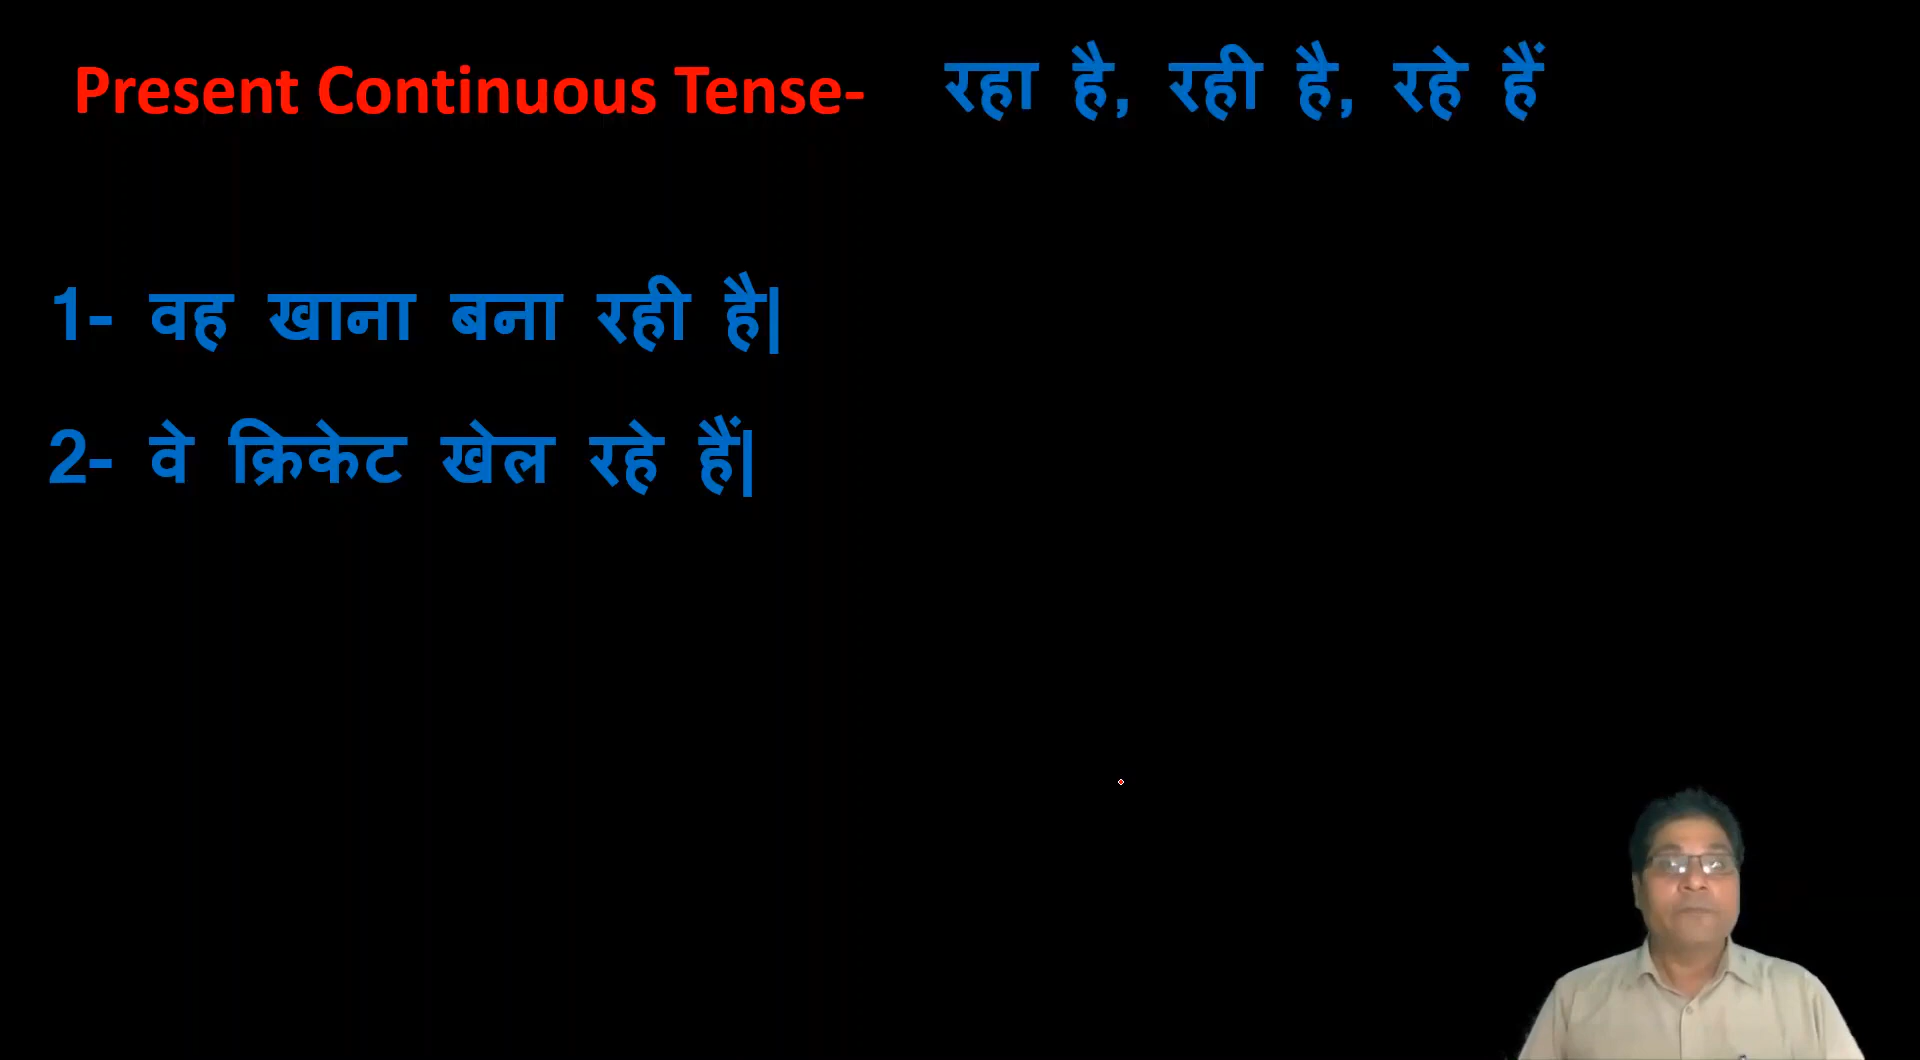 Present Continuous Tense- रहा है, रही है, रहे हैं
1- वह खाना बना रही है|
2- वे क्रिकेट खेल रहे हैं|